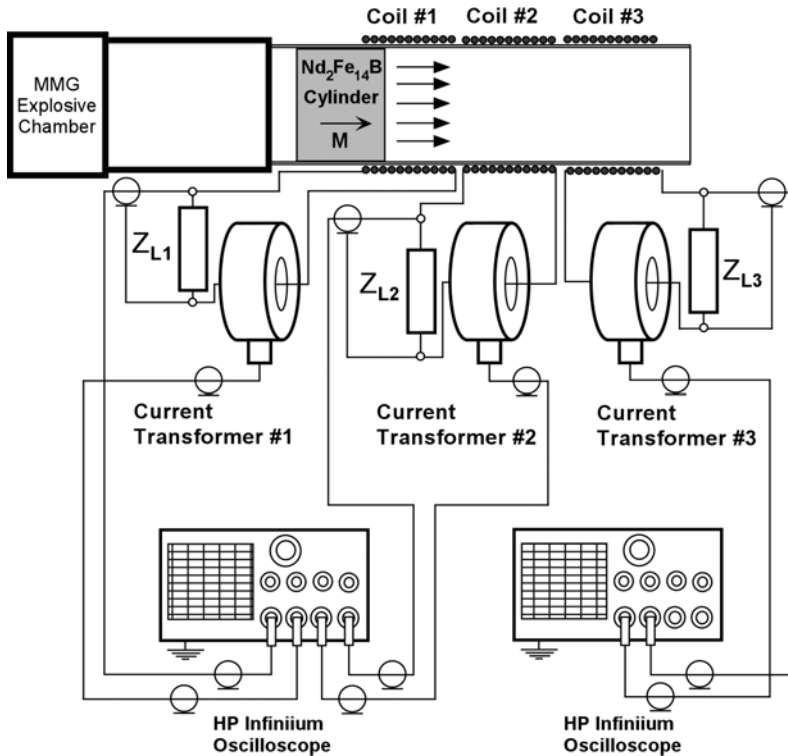 Coil #1
Coil #2
Coil #3
MMG
Explosive
Chamber
Nd2Fe14B
Cylinder
M
ZL1
ZL2
ZL3
Current
Transformer #1
Current
Transformer #2
Current
Transformer #3
HP Infiniium
Oscilloscope
HP Infiniium
Oscilloscope